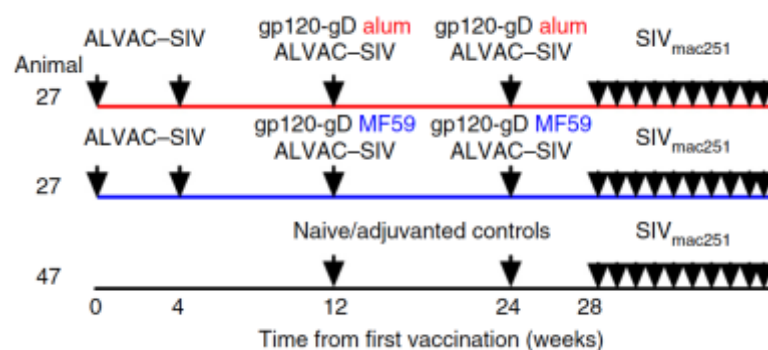 ALVAC–SIV
gp120-gD alum
ALVAC–SIV
gp120-gD alum
ALVAC–SIV
SIVmac251
Animal
27
ALVAC–SIV
gp120-gD MF59
ALVAC–SIV
gp120-gD MF59
ALVAC–SIV
SIVmac251
27
Naive/adjuvanted controls
SIVmac251
47
0 4 12 24 28
Time from first vaccination (weeks)